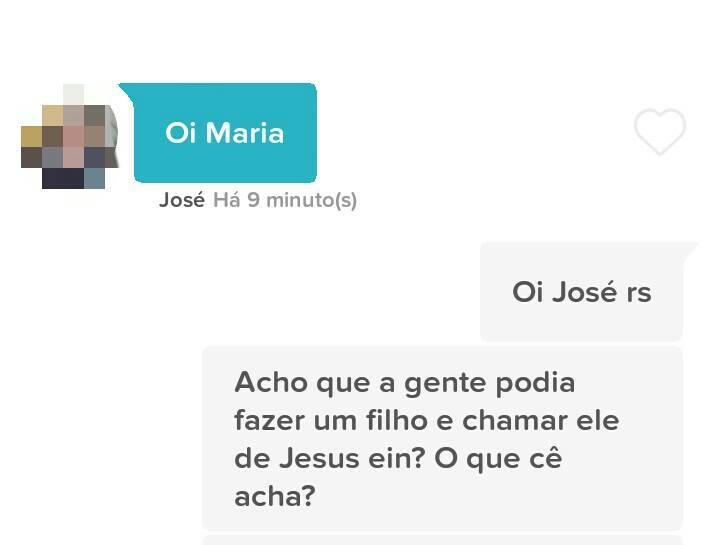 Oi Maria
José Há 9 minuto(s)
Oi José rs
Acho que a gente podia
fazer um filho e chamar ele
de Jesus ein? O que cê
acha?